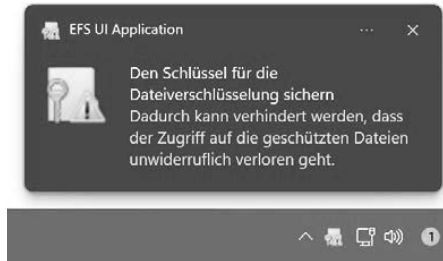 EFS UI Application
Den Schlüssel für die
Dateiverschlüsselung sichern
Dadurch kann verhindert werden, dass
der Zugriff auf die geschützten Dateien
unwiderruflich verloren geht.
1